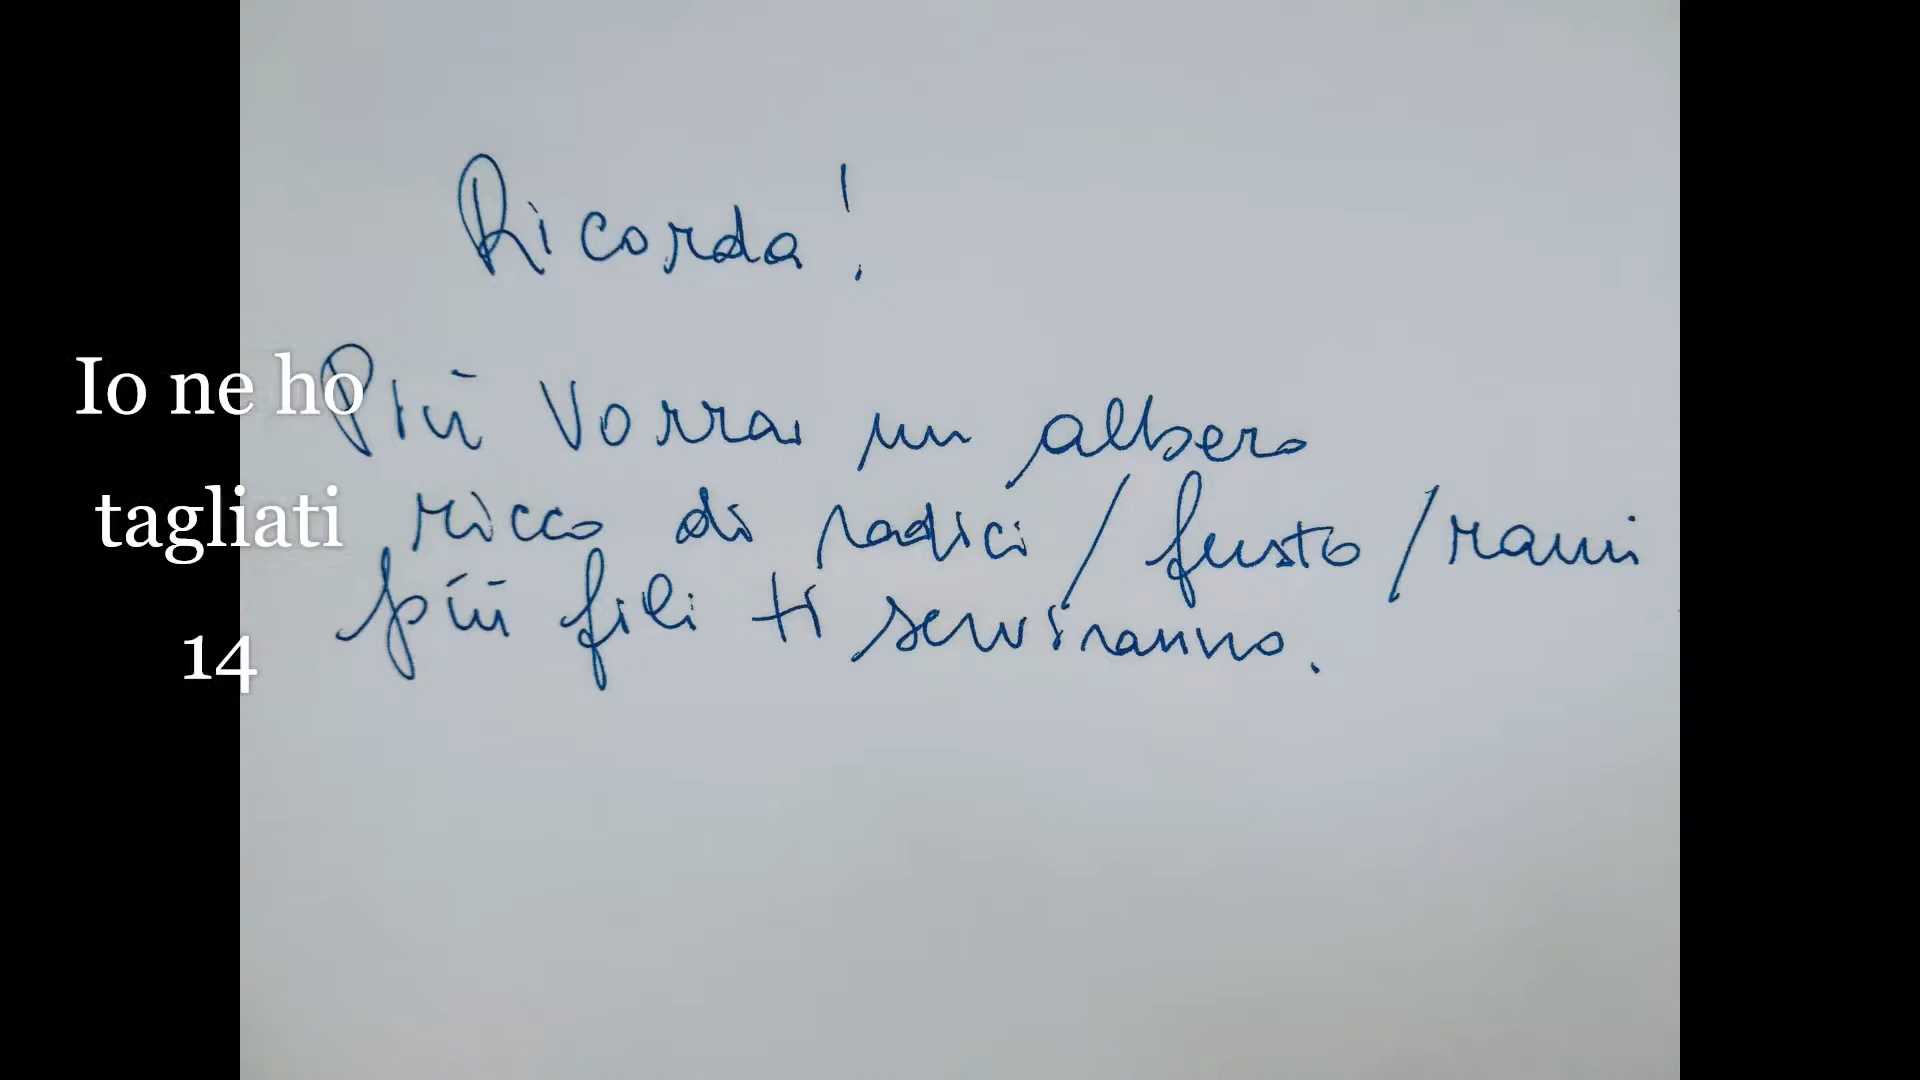 Ricorda!
Più vorrai un albero
ricco di radici/fusto/rami
più fili ti serviranno.
Io ne ho
tagliati
14